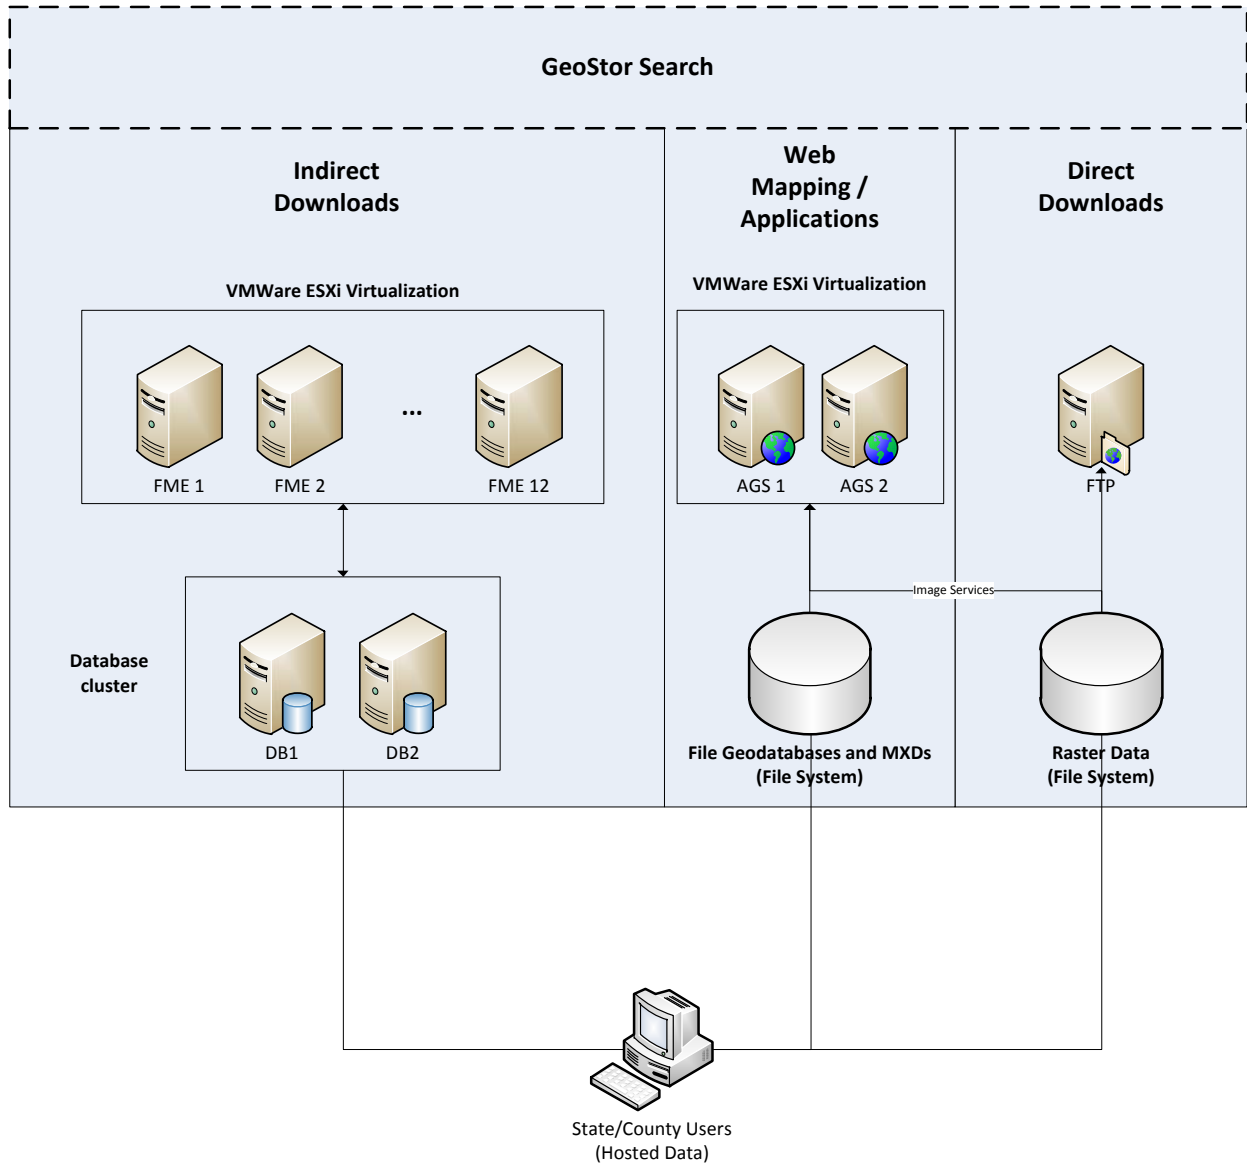 GeoStor Search
Indirect
Downloads
Web
Mapping /
Applications
Direct
Downloads
VMWare ESXi Virtualization
VMWare ESXi Virtualization
FME 1
FME 2
...
FME 12
AGS 1
AGS 2
FTP
Image Services
Database
cluster
DB1
DB2
File Geodatabases and MXDs
(File System)
Raster Data
(File System)
State/County Users
(Hosted Data)